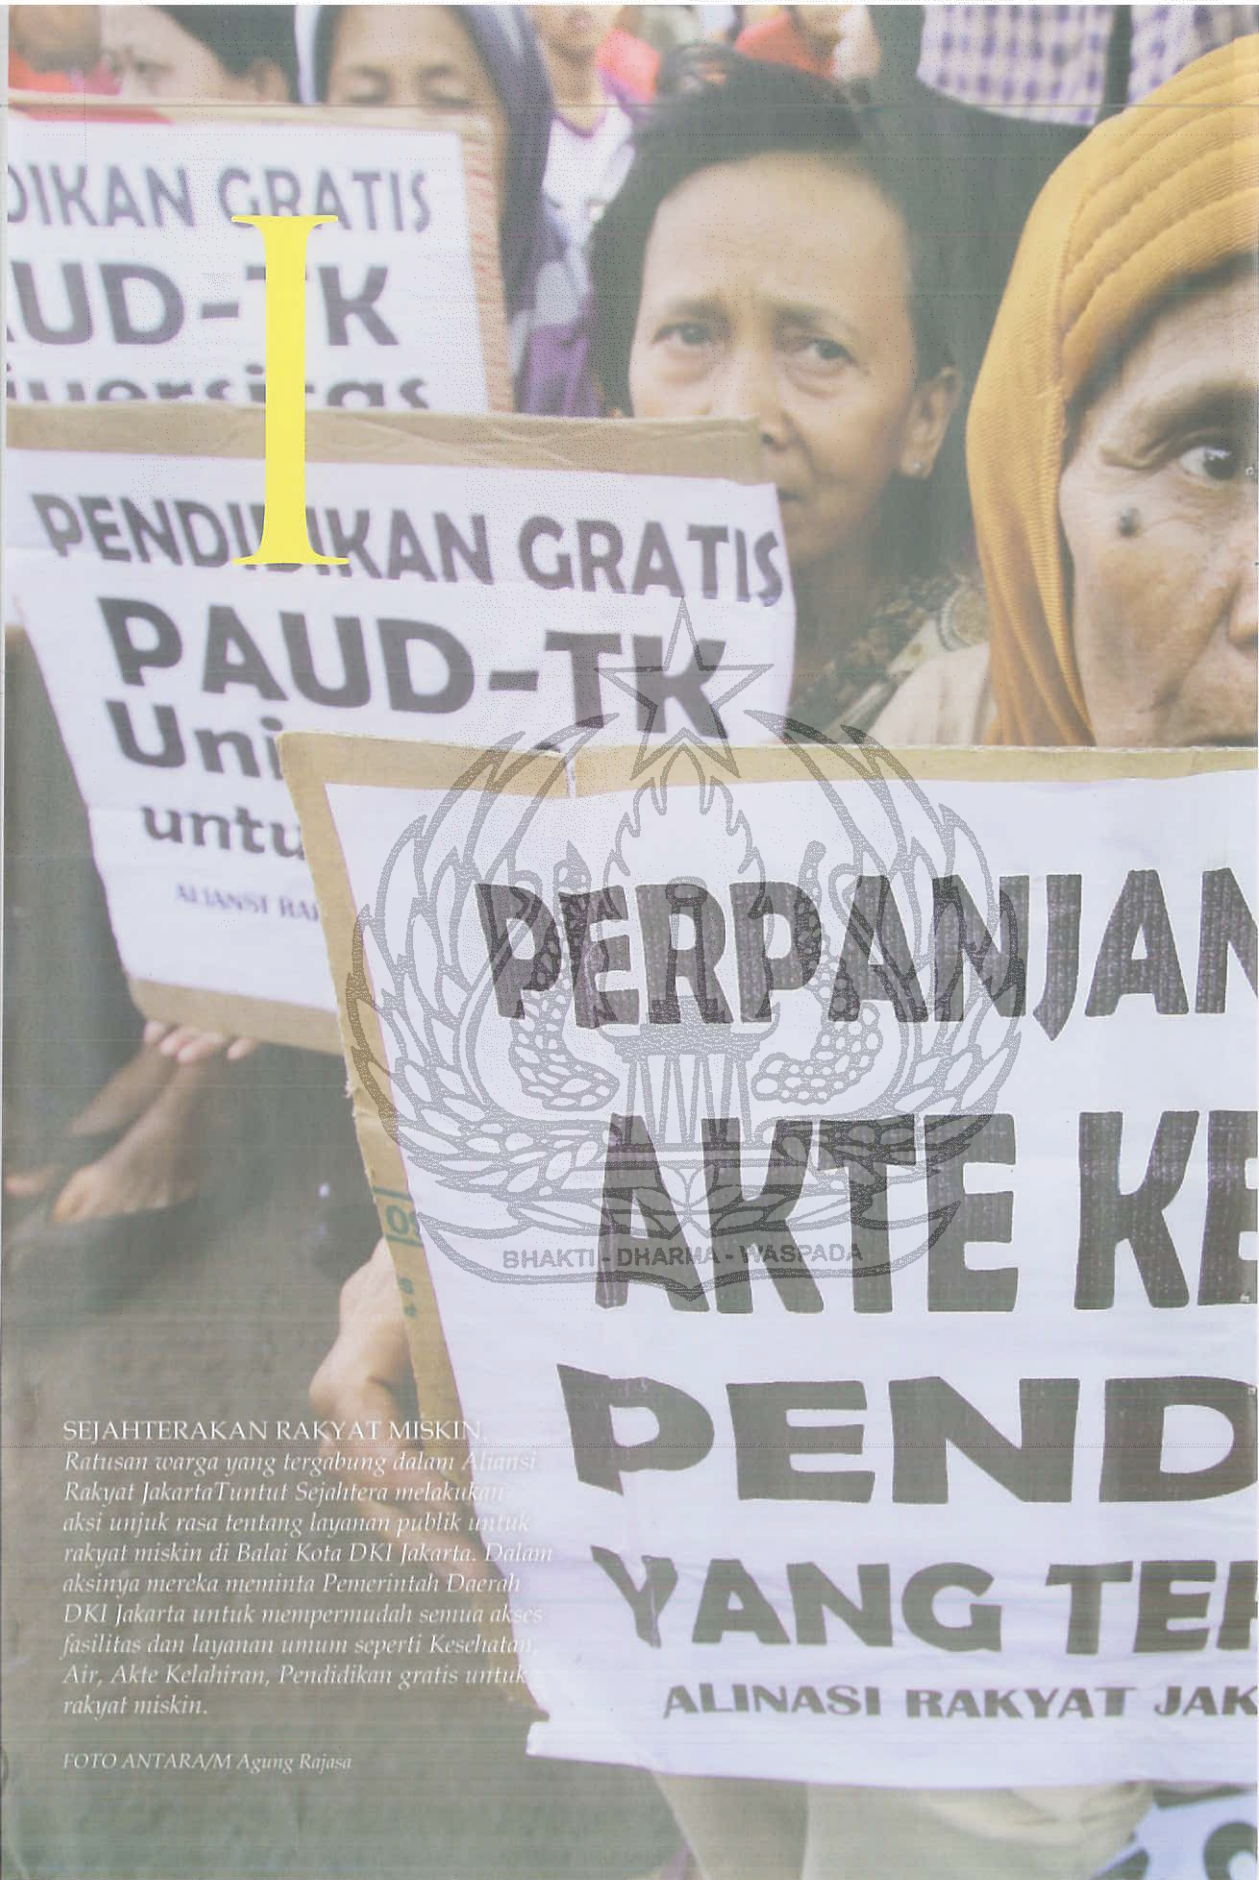 DIKAN GRATIS
UD-TK
iversitas
I
PENDIDIKAN GRATIS
PAUD-TK
Uni
untu
ALIANSI RAK
PERPANJAN
AKTE KE
BHAKTI - DHARMA - WASPADA
PEND
YANG TE
ALINASI RAKYAT JAK
SEJAHTERAKAN RAKYAT MISKIN.
Ratusan warga yang tergabung dalam Aliansi
Rakyat JakartaTuntut Sejahtera melakukan
aksi unjuk rasa tentang layanan publik untuk
rakyat miskin di Balai Kota DKI Jakarta. Dalam
aksinya mereka meminta Pemerintah Daerah
DKI Jakarta untuk mempermudah semua akses
fasilitas dan layanan umum seperti Kesehatan,
Air, Akte Kelahiran, Pendidikan gratis untuk
rakyat miskin.
FOTO ANTARA/M Agung Rajasa